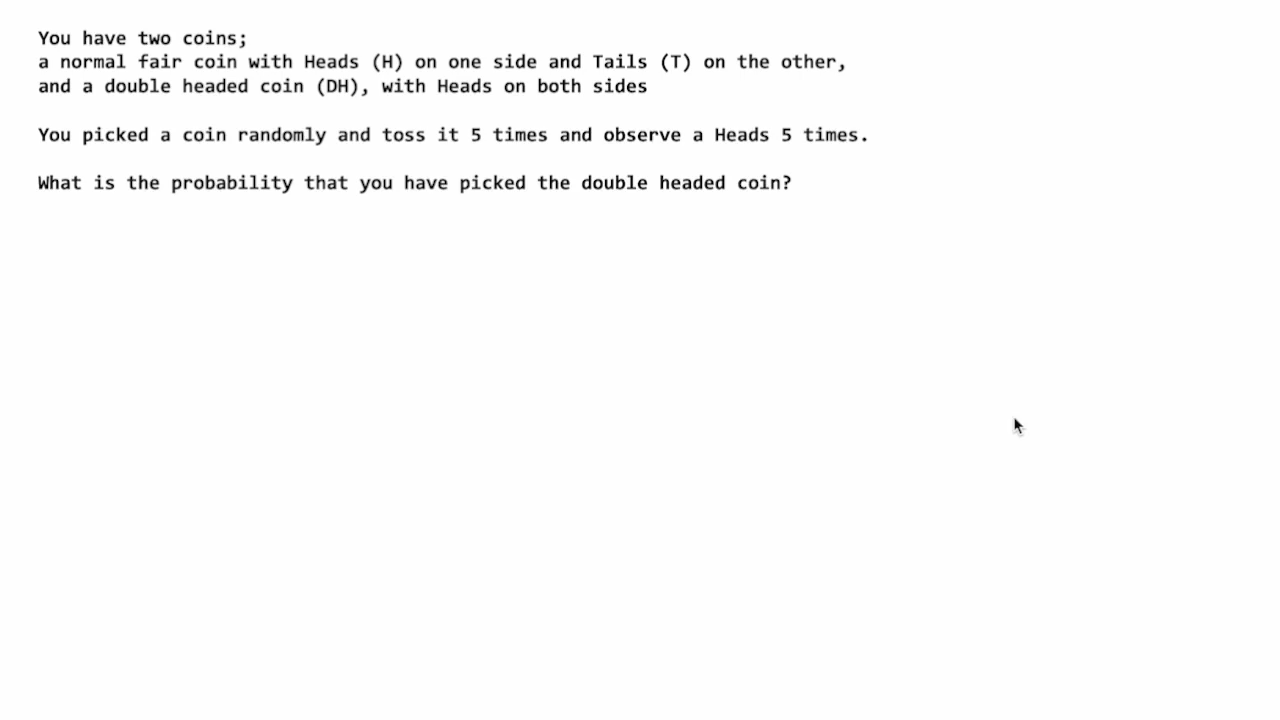 You have two coins;
a normal fair coin with Heads (H) on one side and Tails (T) on the other,
and a double headed coin (DH), with Heads on both sides
You picked a coin randomly and toss it 5 times and observe a Heads 5 times.
What is the probability that you have picked the double headed coin?